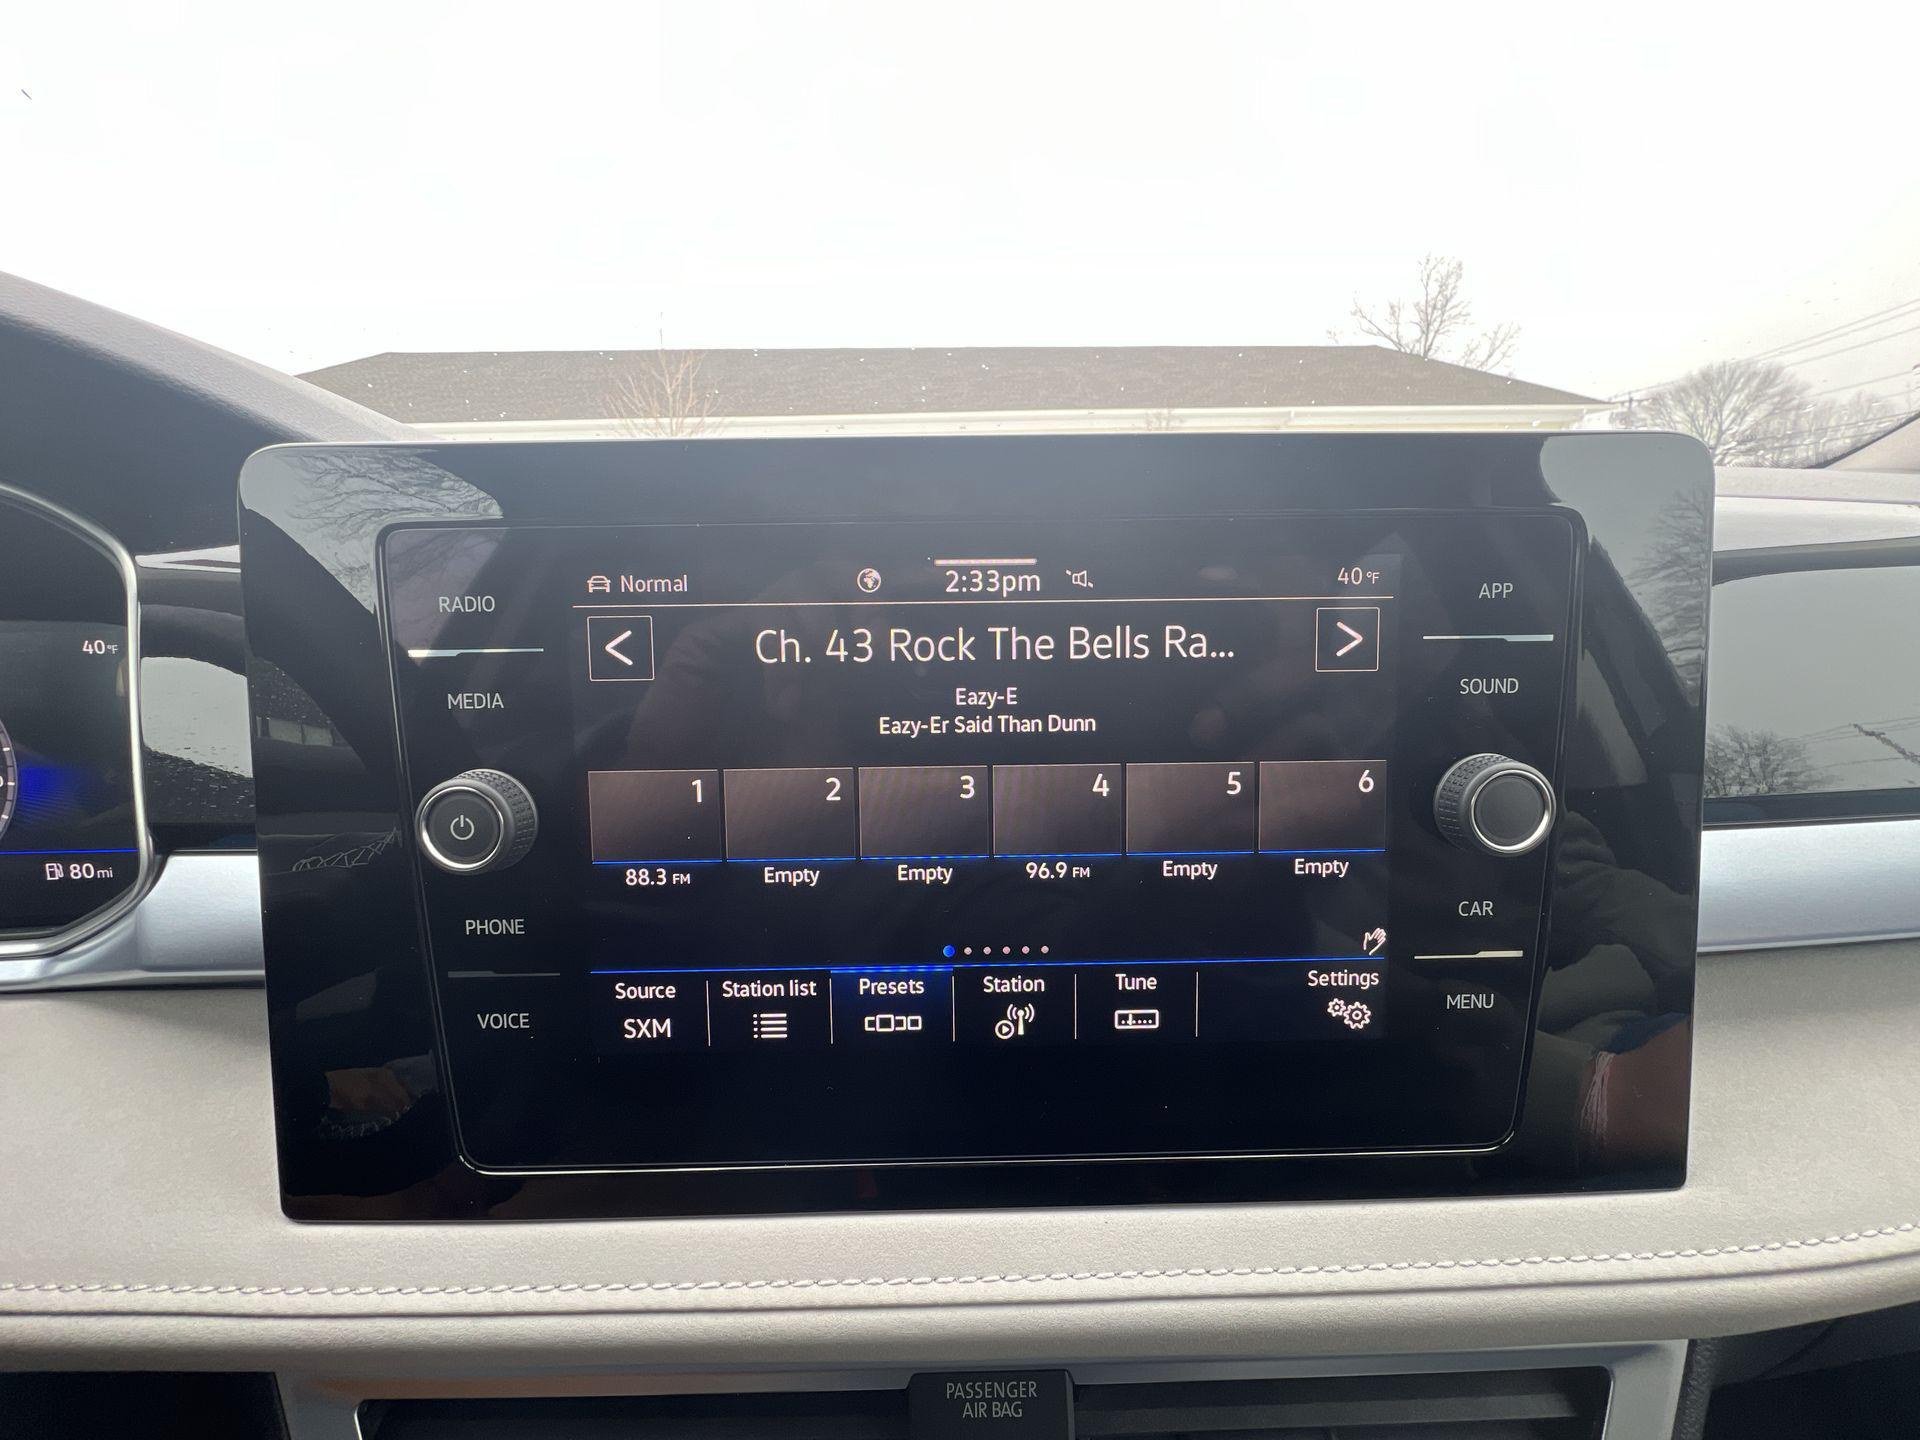 Normal
2:33pm
40°F
RADIO
APP
Ch. 43 Rock The Bells Ra...
40°F
MEDIA
SOUND
Eazy-E
Eazy-Er Said Than Dunn
1 2 3 4 5 6
88.3 FM Empty Empty 96.9 FM Empty Empty
80mi
PHONE
CAR
Source Station list Presets Station Tune Settings
SXM
VOICE
MENU
PASSENGER
AIR BAG